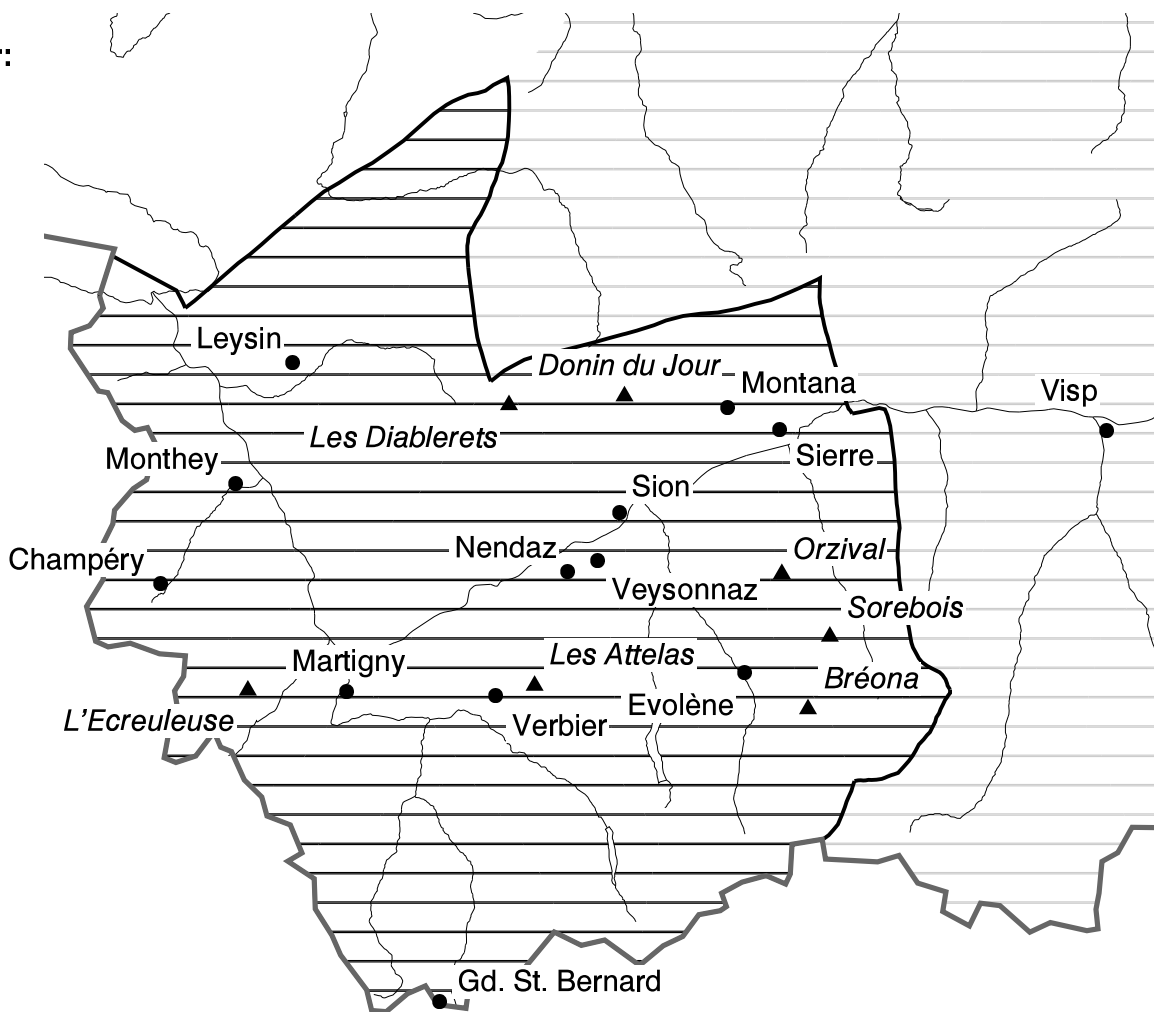 Leysin
Donin du Jour
Montana
Visp
Les Diablerets
Sierre
Monthey
Sion
Champéry
Nendaz
Orzival
Veysonnaz
Sorebois
Martigny
Les Attelas
Bréona
L'Ecreuleuse
Evolène
Verbier
Gd. St. Bernard